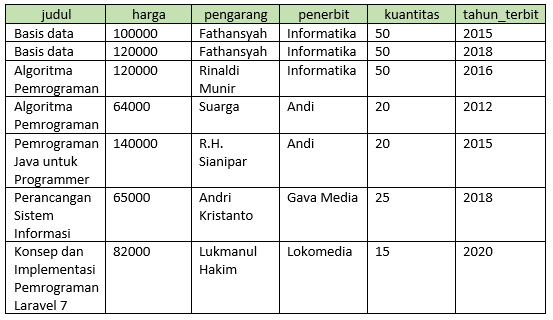 judul harga pengarang penerbit kuantitas tahun_terbit
Basis data 100000 Fathansyah Informatika 50 2015
Basis data 120000 Fathansyah Informatika 50 2018
Algoritma 120000 Rinaldi Informatika 50 2016
Pemrograman Munir
Algoritma 64000 Suarga Andi 20 2012
Pemrograman
Pemrograman 140000 R.H. Andi 20 2015
Java untuk Sianipar
Programmer
Perancangan 65000 Andri Gava Media 25 2018
Sistem Kristanto
Informasi
Konsep dan 82000 Lukmanul Lokomedia 15 2020
Implementasi Hakim
Pemrograman
Laravel 7